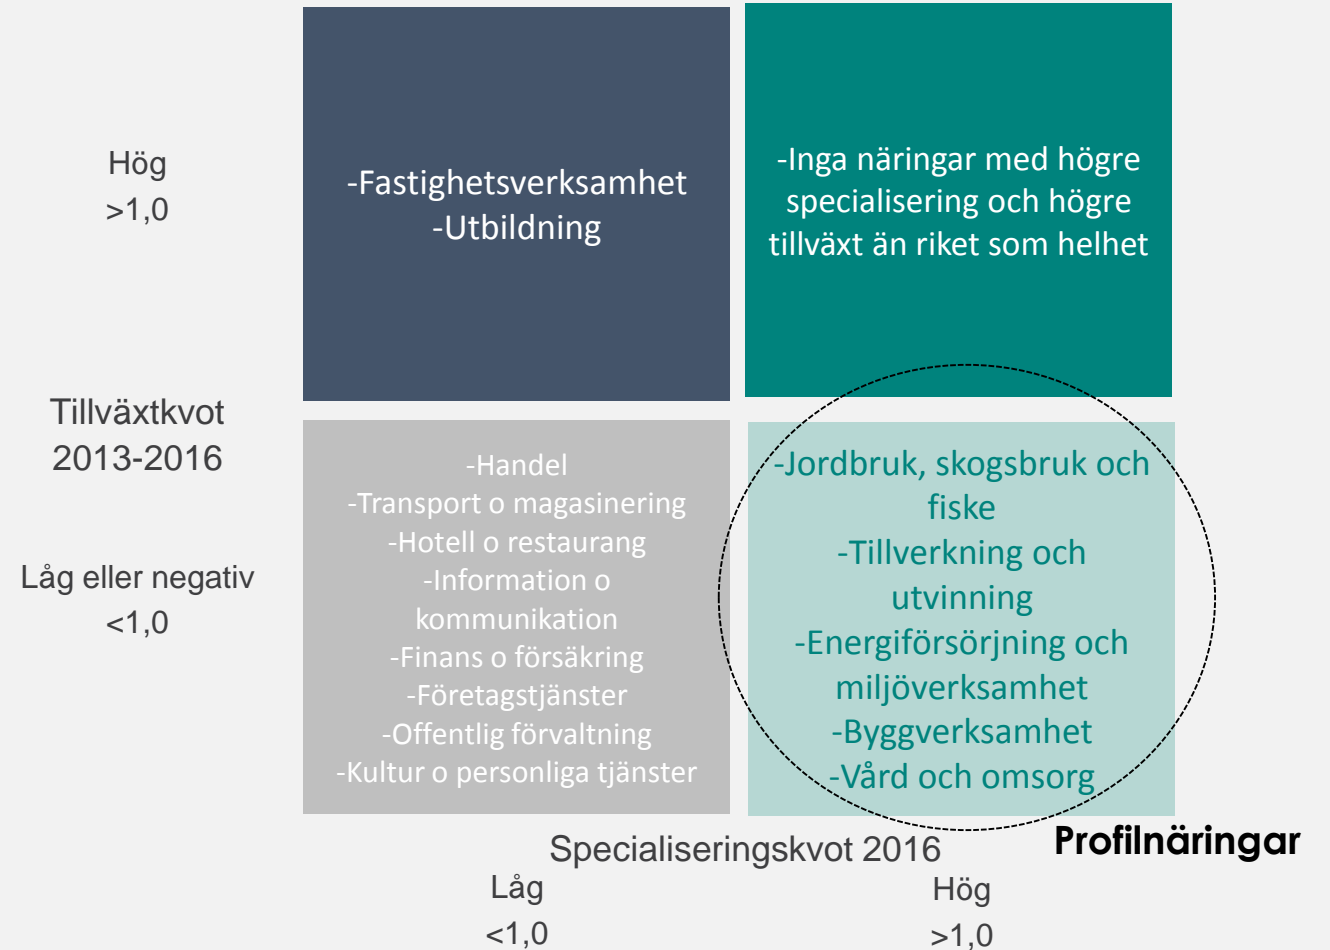 Hög
>1,0
-Fastighetsverksamhet
-Utbildning
-Inga näringar med högre
specialisering och högre
tillväxt än riket som helhet
Tillväxtkvot
2013-2016
Låg eller negativ
<1,0
-Handel
-Transport o magasinering
-Hotell o restaurang
-Information o
kommunikation
-Finans o försäkring
-Företagstjänster
-Offentlig förvaltning
-Kultur o personliga tjänster
-Jordbruk, skogsbruk och
fiske
-Tillverkning och
utvinning
-Energiförsörjning och
miljöverksamhet
-Byggverksamhet
-Vård och omsorg
Profilnäringar
Specialiseringskvot 2016
Låg
<1,0
Hög
>1,0